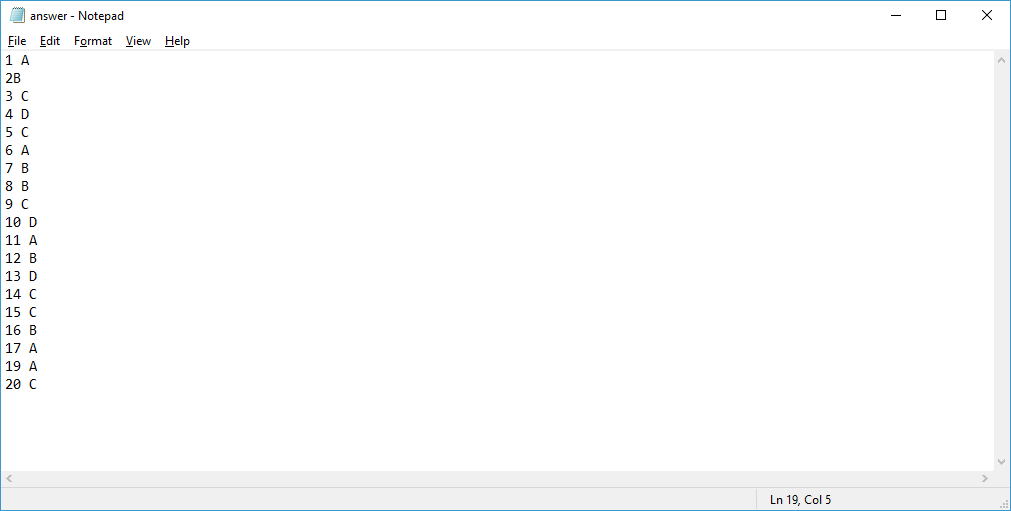 answer - Notepad
File Edit Format View Help
1 A
2B
3 C
4 D
5 C
6 A
7 B
8 B
9 C
10 D
11 A
12 B
13 D
14 C
15 C
16 B
17 A
19 A
20 C
Ln 19, Col 5